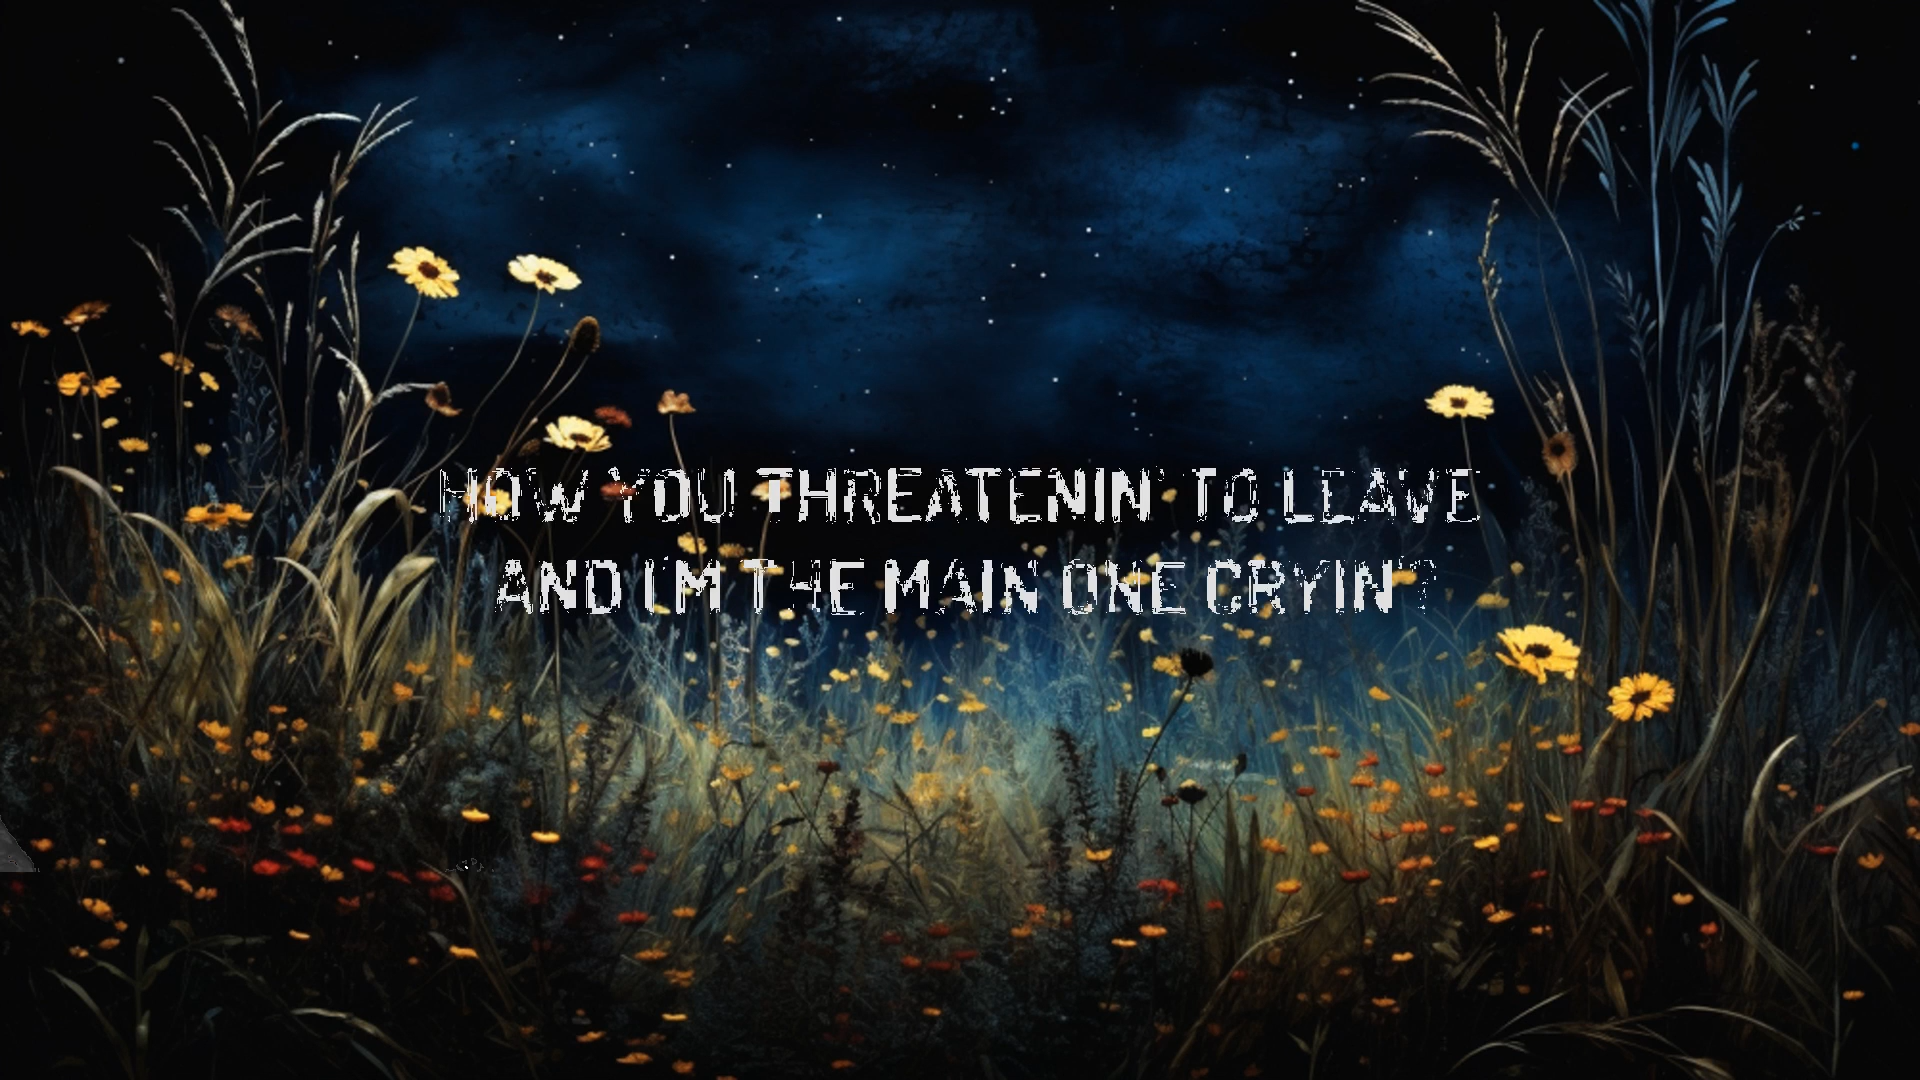 HOW YOU THREATENIN' TO LEAVE
AND I'M THE MAIN ONE CRYIN'?